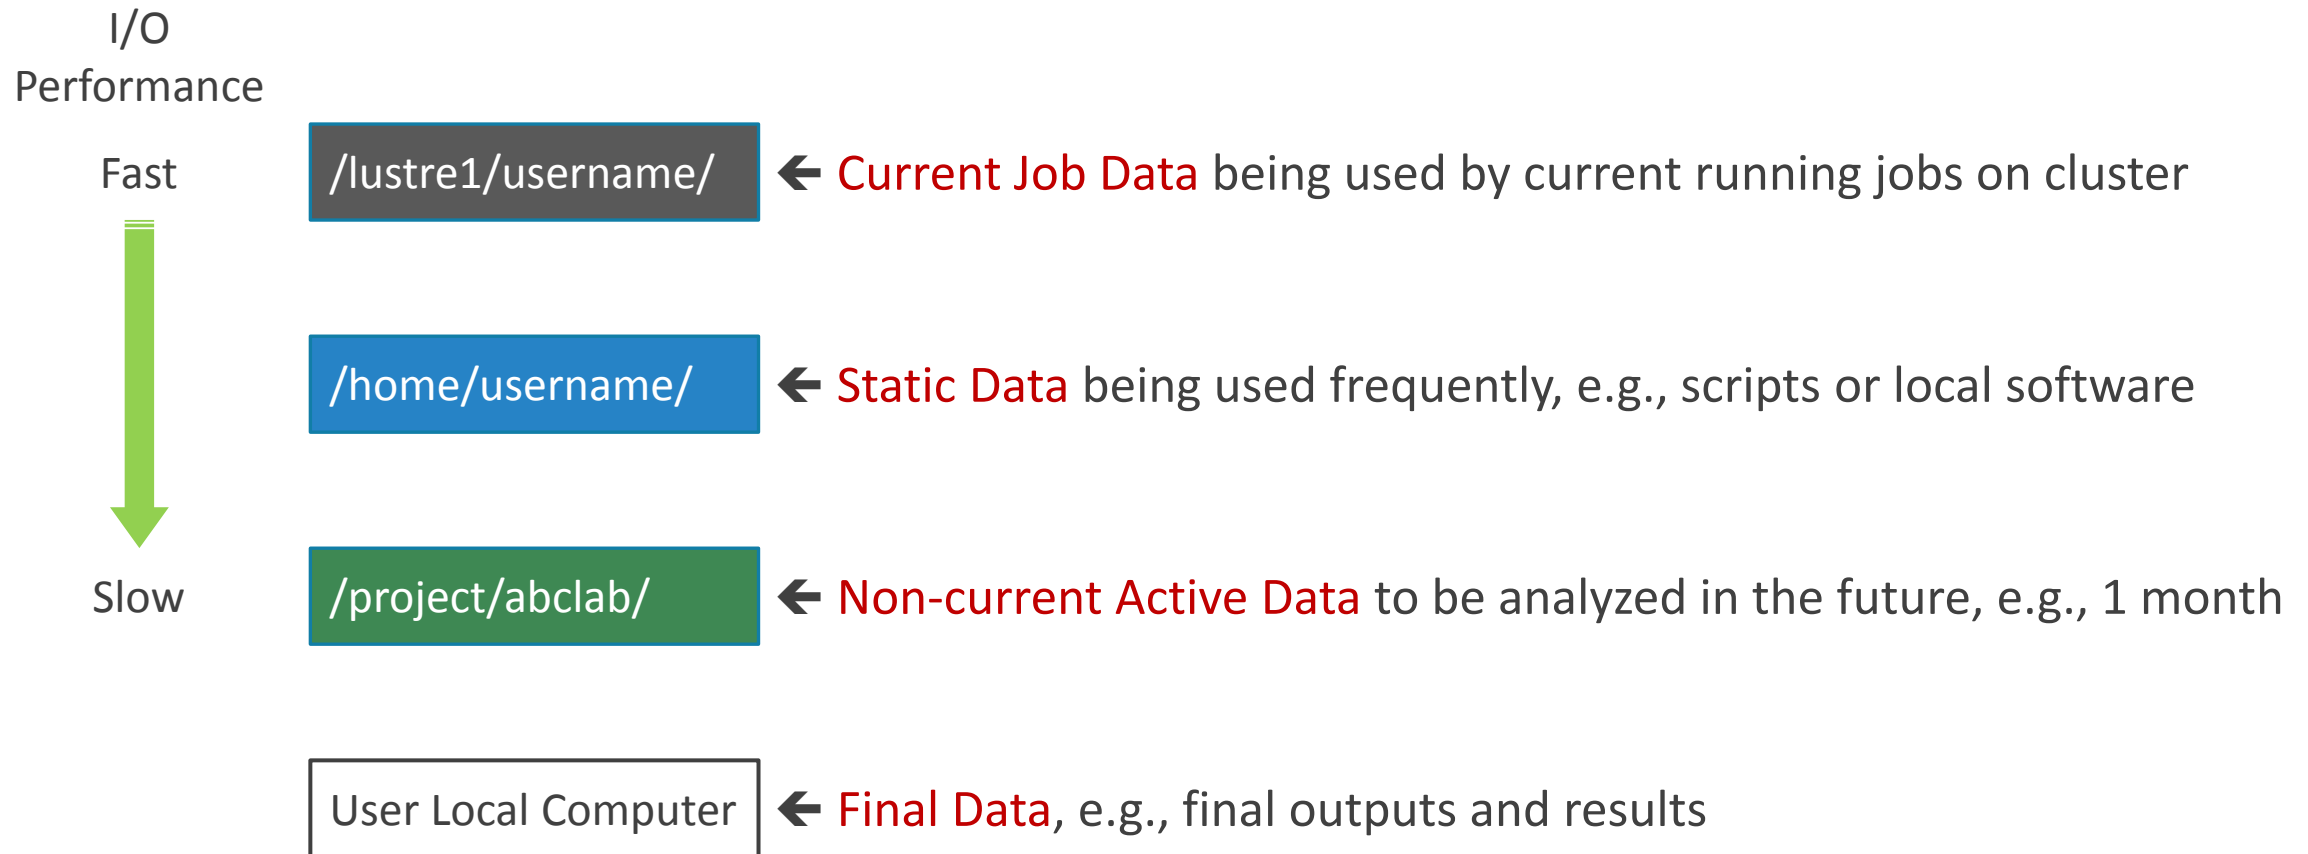 I/O
Performance
Fast
/lustre1/username/
🡸 Current Job Data being used by current running jobs on cluster
/home/username/
🡸 Static Data being used frequently, e.g., scripts or local software
Slow
/project/abclab/
🡸 Non-current Active Data to be analyzed in the future, e.g., 1 month
User Local Computer
🡸 Final Data, e.g., final outputs and results